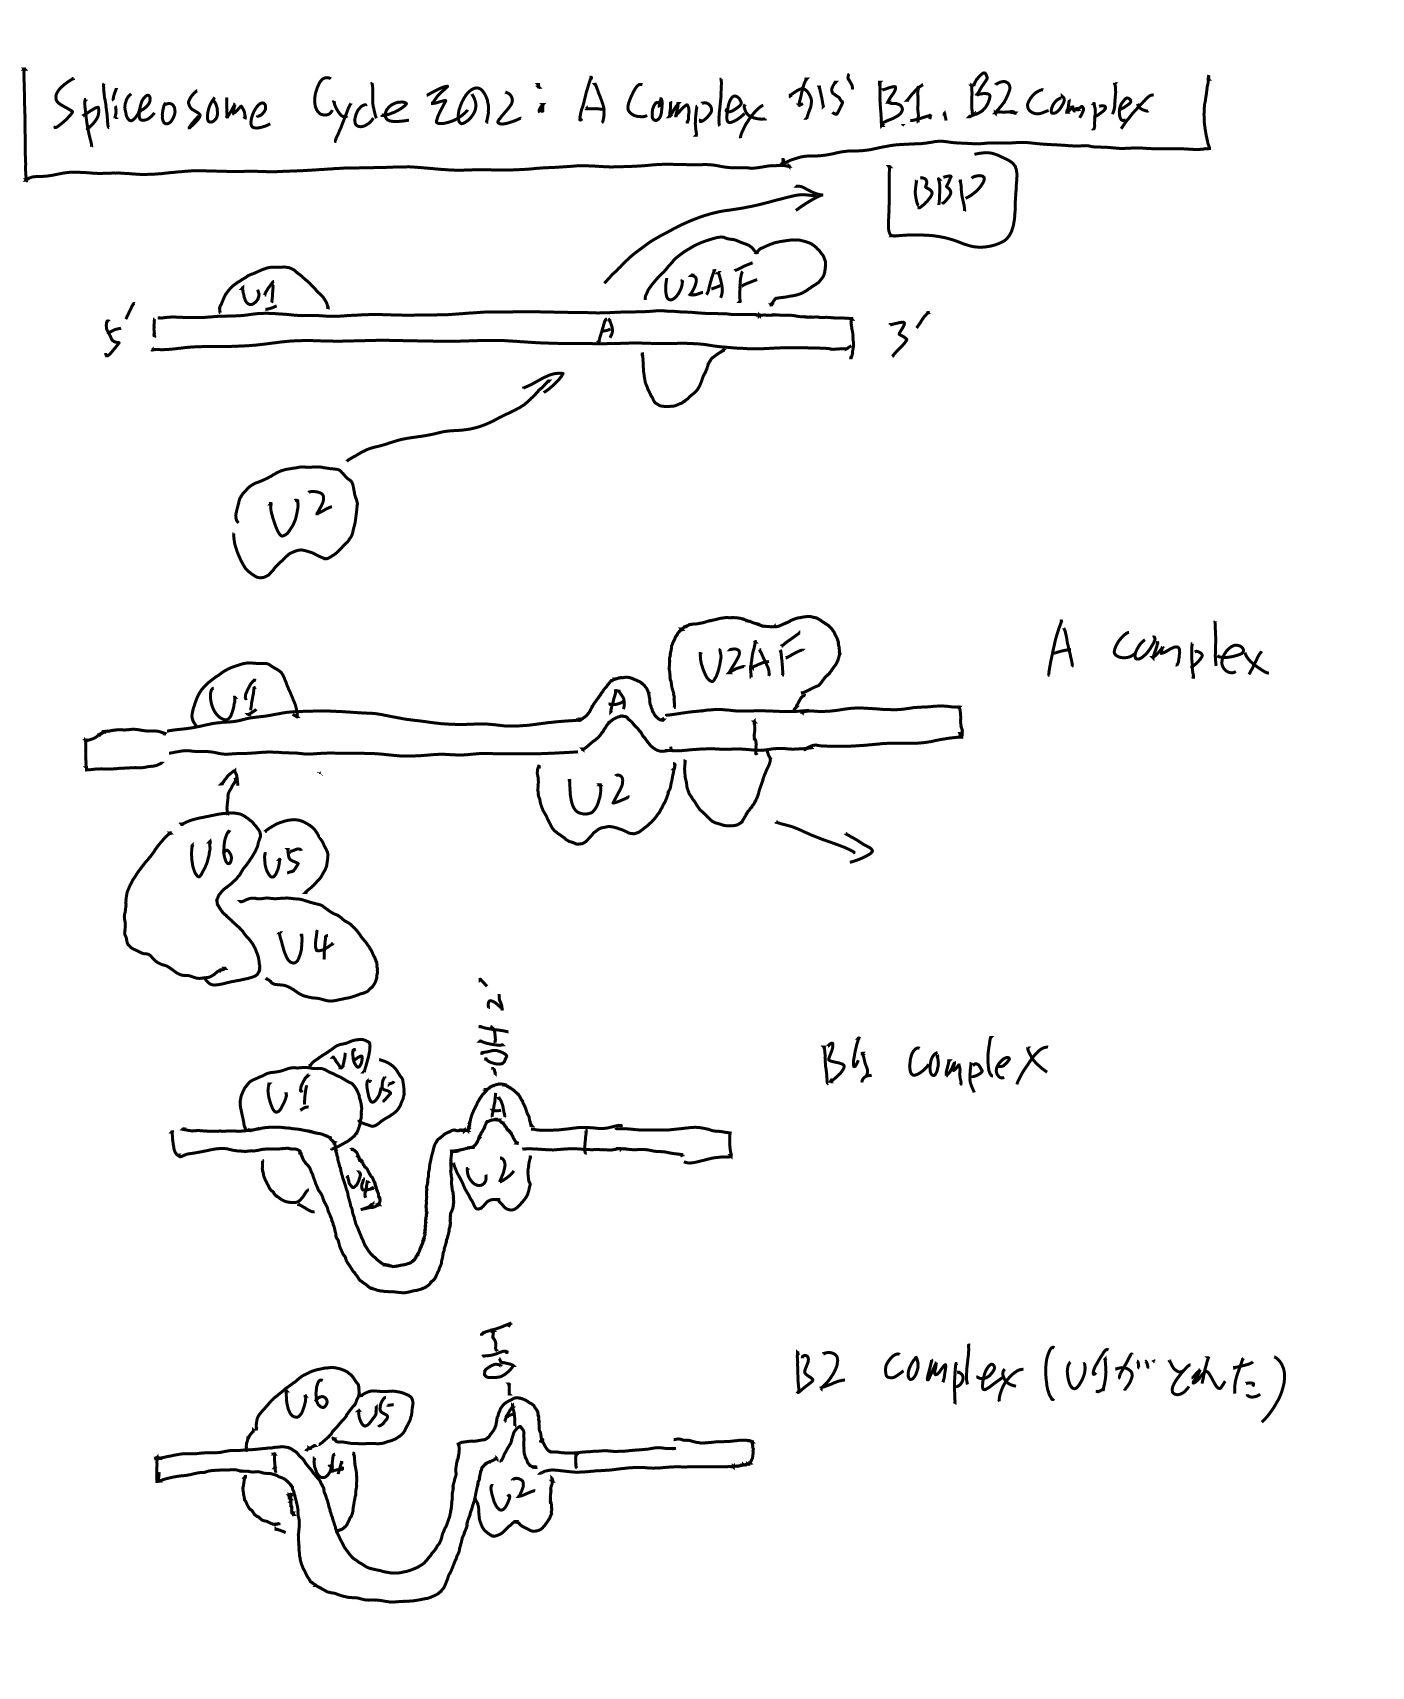 Spliceosome Cycle その2: A Complex から B1. B2 complex
BBP
U1
U2AF
5'
A
3'
U2
A complex
U2AF
U1
A
U2
U6
U5
U4
-OH 2'
B1 complex
U6
U1
U5
A
U4
U2
-OH
B2 complex (U1がとれた)
U6
U5
A
U4
U2